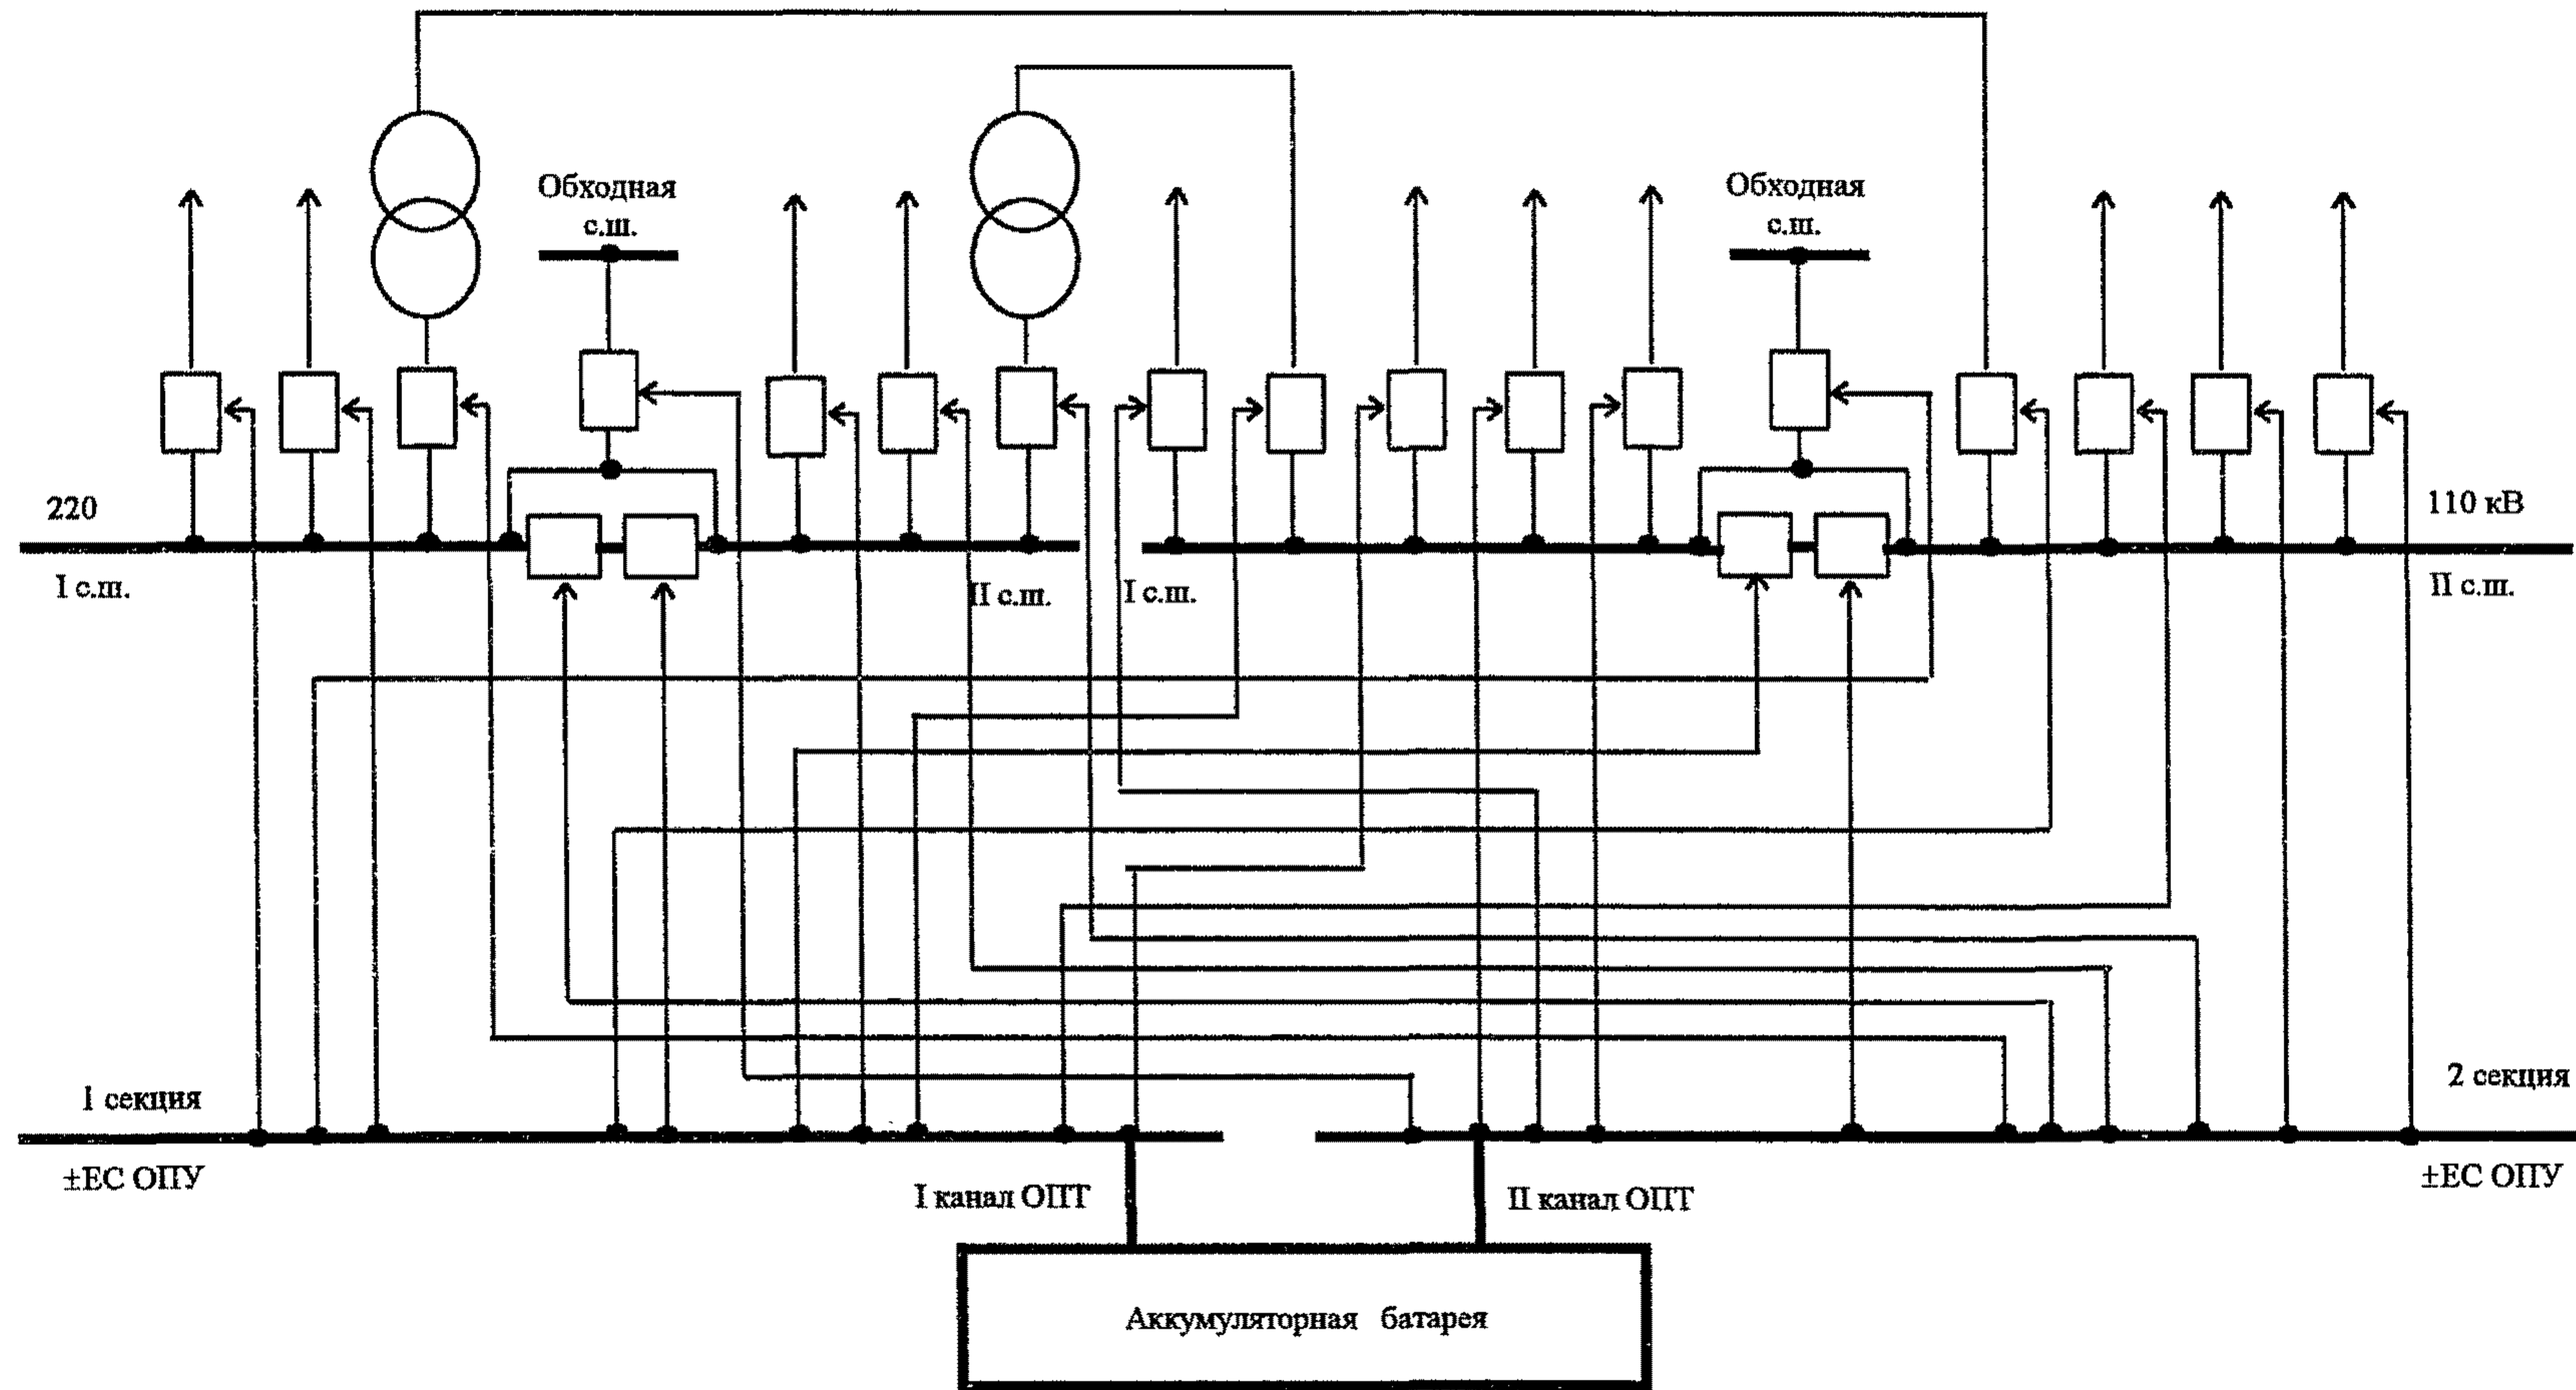 Обходная
с.ш.
Обходная
с.ш.
220
110 кВ
I с.ш.
II с.ш.
I с.ш.
II с.ш.
1 секция
2 секция
±ЕС ОПУ
I канал ОПТ
II канал ОПТ
±ЕС ОПУ
Аккумуляторная батарея